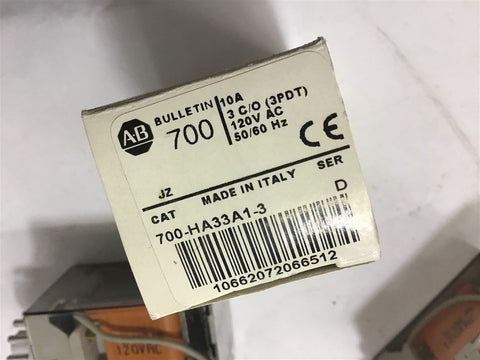 A-B
BULLETIN 700
10A
3 C/O (3PDT)
120V AC
50/60 Hz
CE
JZ
MADE IN ITALY
SER
CAT
700-HA33A1-3
D
10662072066512
120VAC